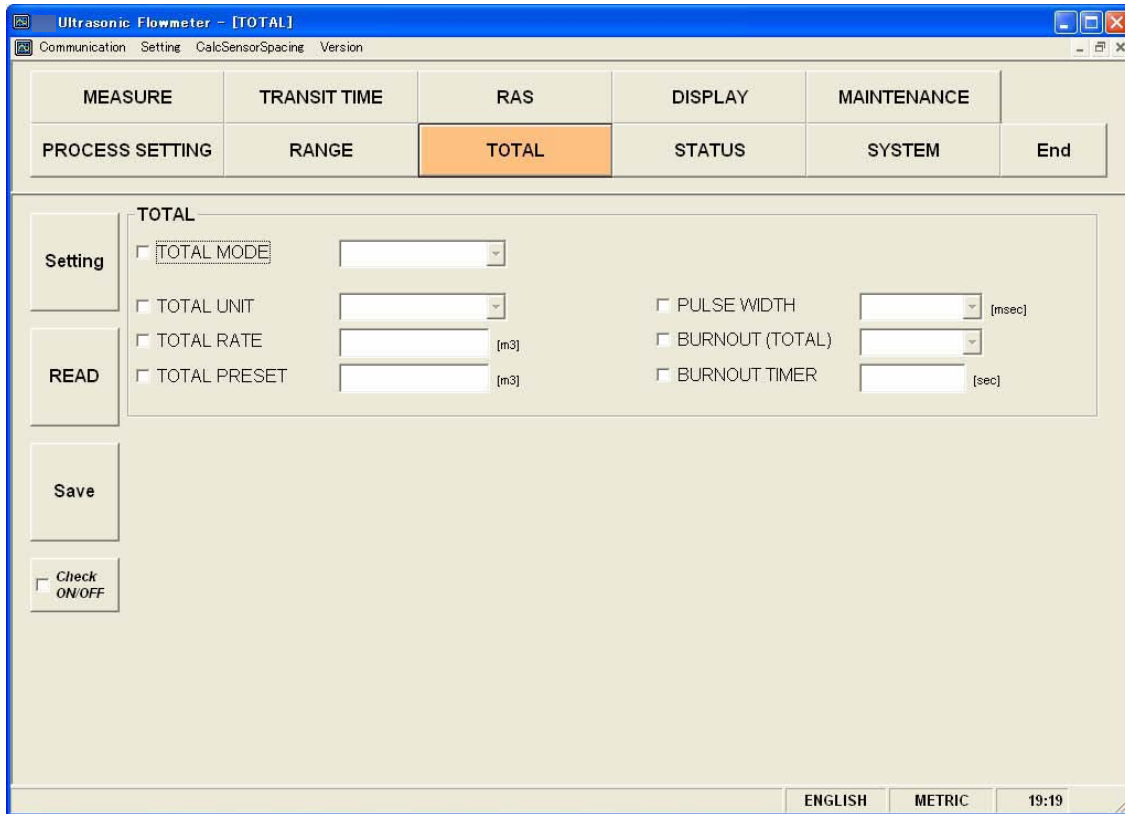 Ultrasonic Flowmeter - [TOTAL]
Communication Setting CalcSensorSpacing Version
MEASURE TRANSIT TIME RAS DISPLAY MAINTENANCE
PROCESS SETTING RANGE TOTAL STATUS SYSTEM End
TOTAL
Setting
TOTAL MODE
TOTAL UNIT
PULSE WIDTH [msec]
TOTAL RATE [m3]
BURNOUT (TOTAL)
READ
TOTAL PRESET [m3]
BURNOUT TIMER [sec]
Save
Check
ON/OFF
ENGLISH METRIC 19:19